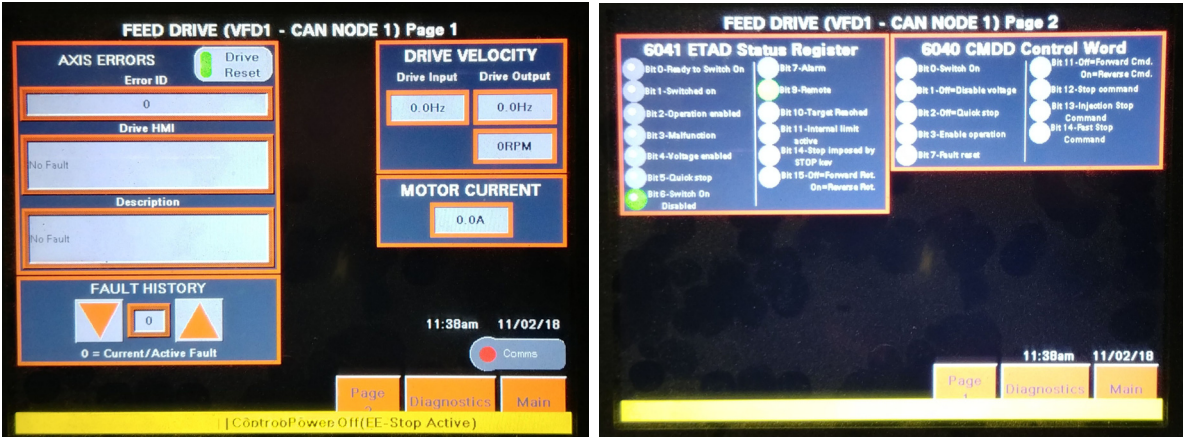 FEED DRIVE (VFD1 - CAN NODE 1) Page 1
AXIS ERRORS
Drive
Reset
Error ID
0
Drive HMI
No Fault
Description
No Fault
FAULT HISTORY
0
0 = Current/Active Fault
DRIVE VELOCITY
Drive Input
Drive Output
0.0Hz
0.0Hz
0RPM
MOTOR CURRENT
0.0A
11:38am 11/02/18
Comms
Page
Diagnostics
Main
Power Off(EE-Stop Active)
FEED DRIVE (VFD1 - CAN NODE 1) Page 2
6041 ETAD Status Register
Bit 0-Ready to Switch On
Bit 1-Switched on
Bit 2-Operation enabled
Bit 3-Malfunction
Bit 4-Voltage enabled
Bit 5-Quick stop
Bit 6-Switch On
Disabled
Bit 7-Alarm
Bit 9-Remote
Bit 10-Target Reached
Bit 11-Internal limit
active
Bit 14-Stop imposed by
STOP key
Bit 15-Off=Forward Rot.
On=Reverse Rot.
6040 CMDD Control Word
Bit 0-Switch On
Bit 1-Off=Disable voltage
Bit 2-Off=Quick stop
Bit 3-Enable operation
Bit 7-Fault reset
Bit 11-Off=Forward Cmd.
On=Reverse Cmd.
Bit 12-Stop command
Bit 13-Injection Stop
Command
Bit 14-Fast Stop
Command
11:38am 11/02/18
Page
Diagnostics
Main